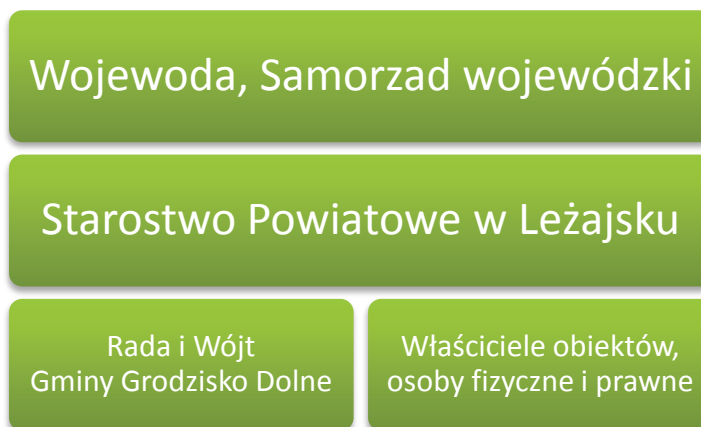 Wojewoda, Samorzad wojewódzki
Starostwo Powiatowe w Leżajsku
Rada i Wójt
Gminy Grodzisko Dolne
Właściciele obiektów,
osoby fizyczne i prawne